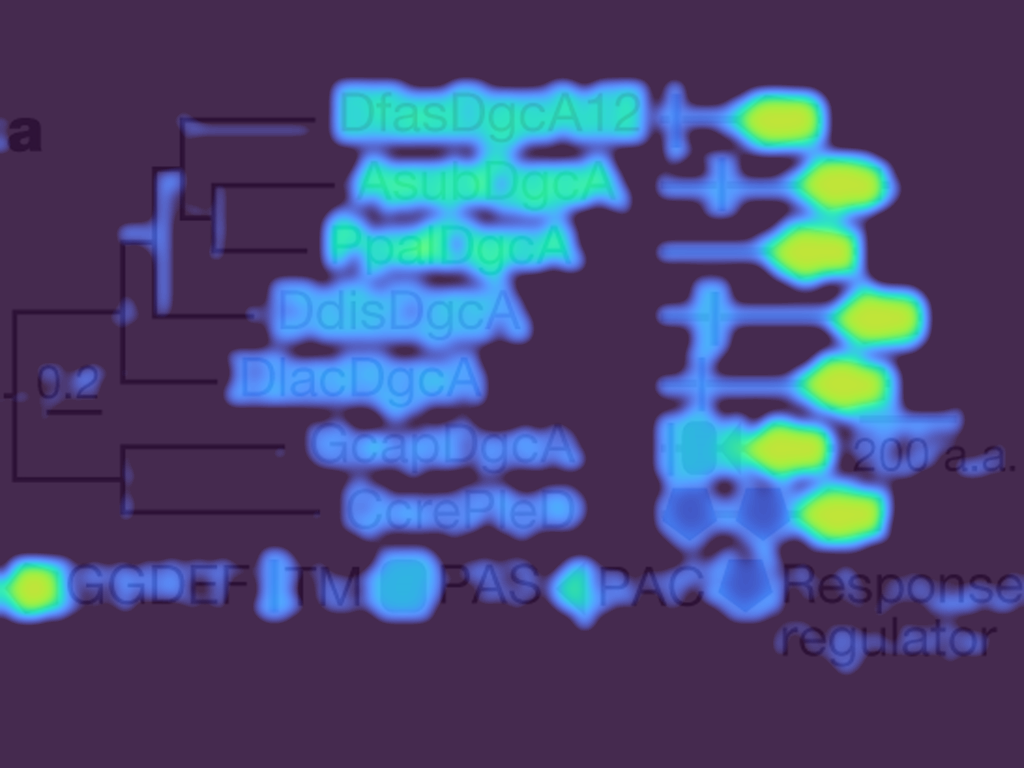 a
DfasDgcA12
AsubDgcA
PpalDgcA
DdisDgcA
DlacDgcA
0.2
GcapDgcA
200 a.a.
CcrePleD
GGDEF TM PAS PAC Response
regulator